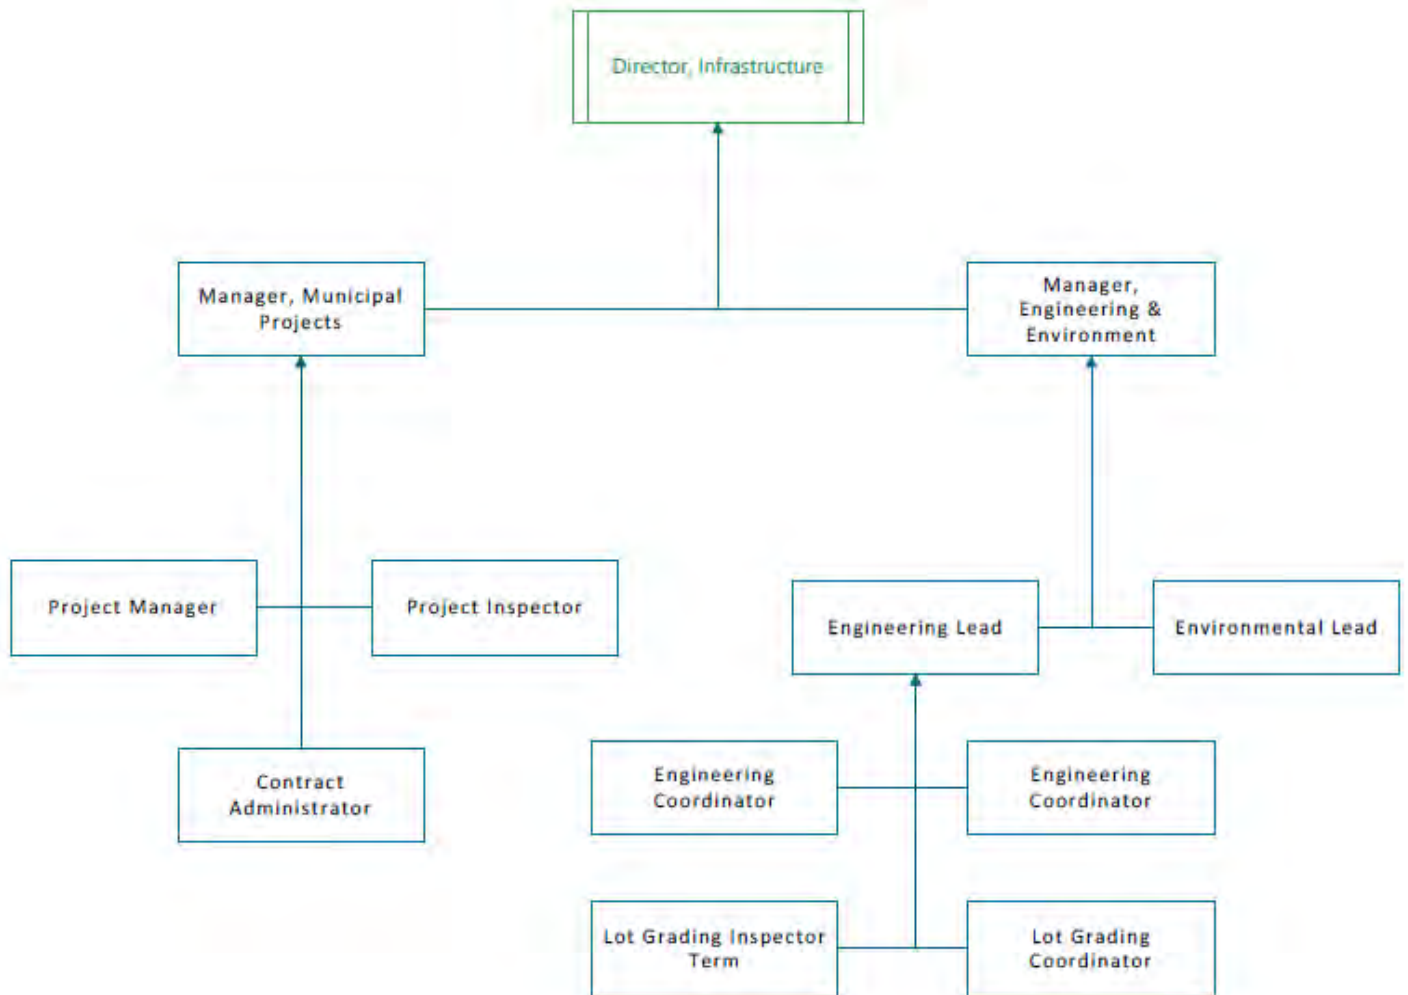 Director, Infrastructure
Manager, Municipal
Projects
Manager,
Engineering &
Environment
Project Manager
Project Inspector
Engineering Lead
Environmental Lead
Contract
Administrator
Engineering
Coordinator
Engineering
Coordinator
Lot Grading Inspector
Term
Lot Grading
Coordinator